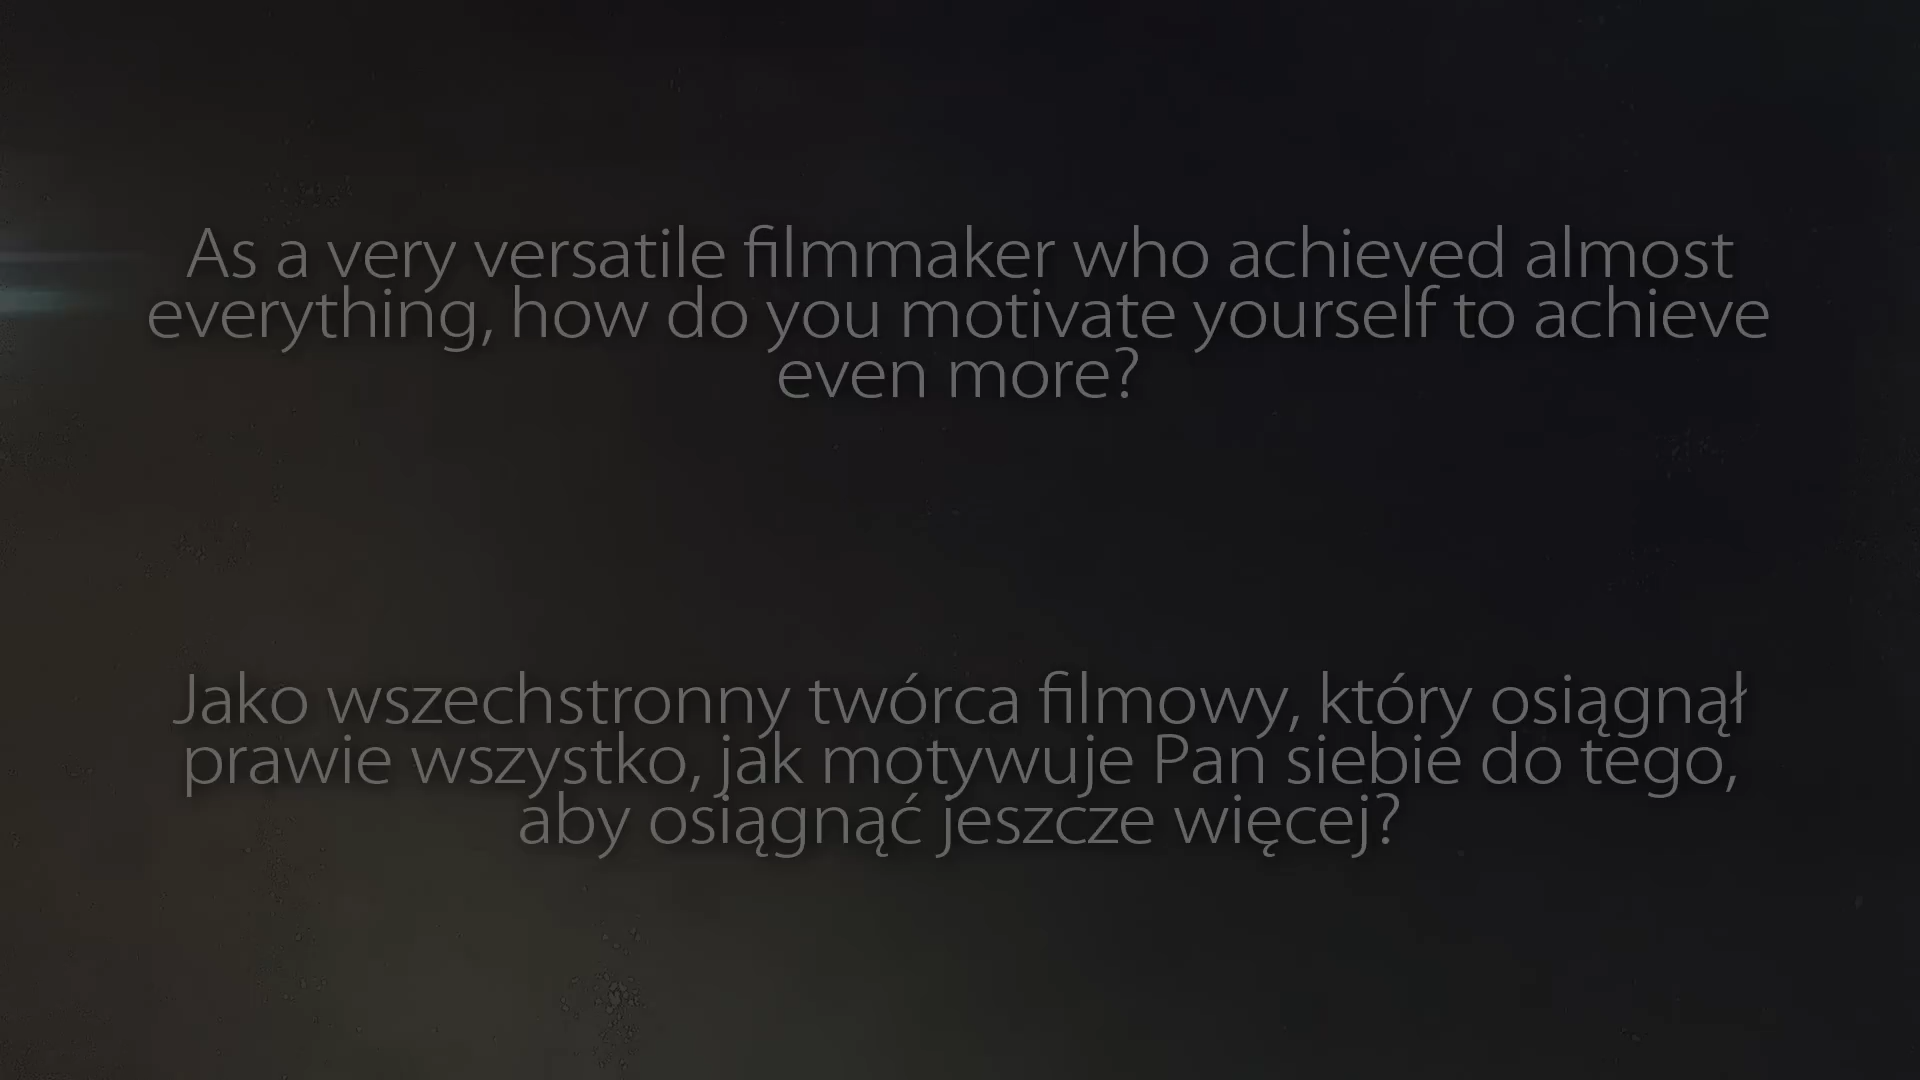 As a very versatile filmmaker who achieved almost
everything, how do you motivate yourself to achieve
even more?
Jako wszechstronny twórca filmowy, który osiągnął
prawie wszystko, jak motywuje Pan siebie do tego,
aby osiągnąć jeszcze więcej?